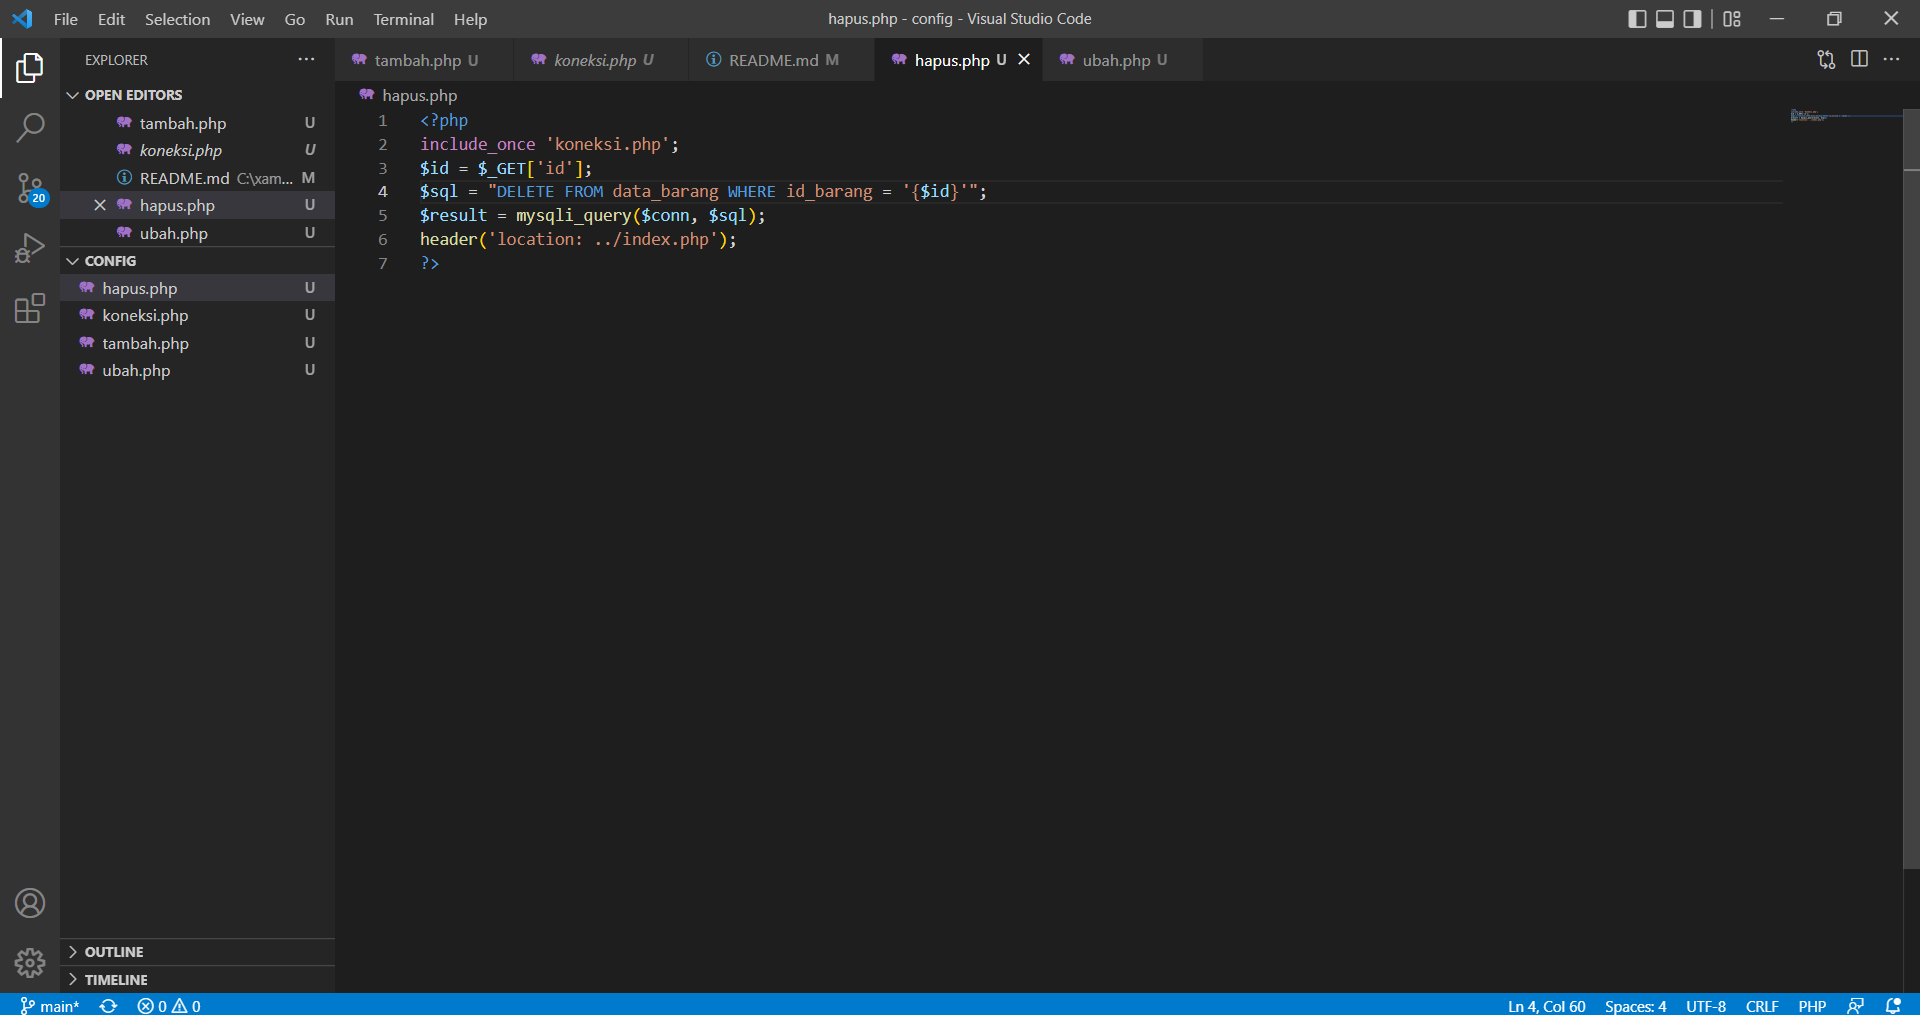 File Edit Selection View Go Run Terminal Help
hapus.php - config - Visual Studio Code
EXPLORER
tambah.php U
koneksi.php U
README.md M
hapus.php U
ubah.php U
OPEN EDITORS
tambah.php U
koneksi.php U
README.md C:\xam... M
hapus.php U
ubah.php U
CONFIG
hapus.php U
koneksi.php U
tambah.php U
ubah.php U
OUTLINE
TIMELINE
20
hapus.php
1 <?php
2 include_once 'koneksi.php';
3 $id = $_GET['id'];
4 $sql = "DELETE FROM data_barang WHERE id_barang = '{$id}'";
5 $result = mysqli_query($conn, $sql);
6 header('location: ../index.php');
7 ?>
main* 0 0
Ln 4, Col 60 Spaces: 4 UTF-8 CRLF PHP